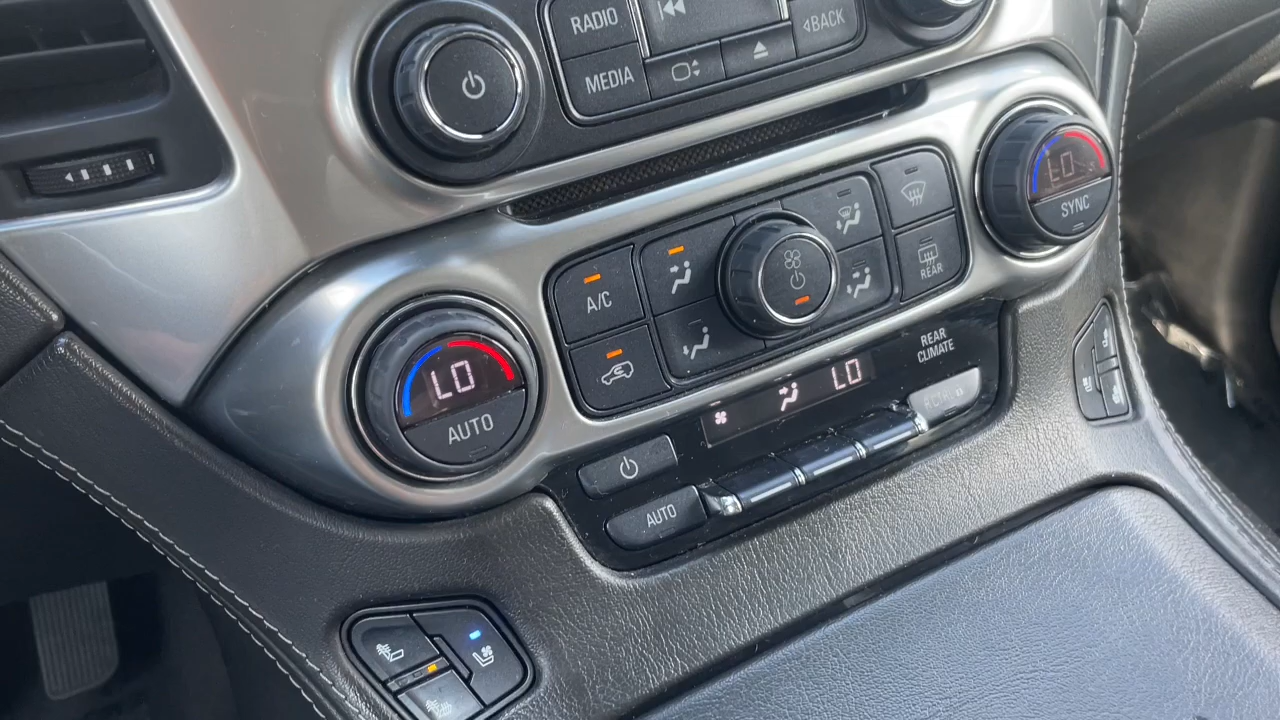 RADIO
BACK
MEDIA
LO
SYNC
A/C
REAR
LO
AUTO
REAR
CLIMATE
LO
AUTO